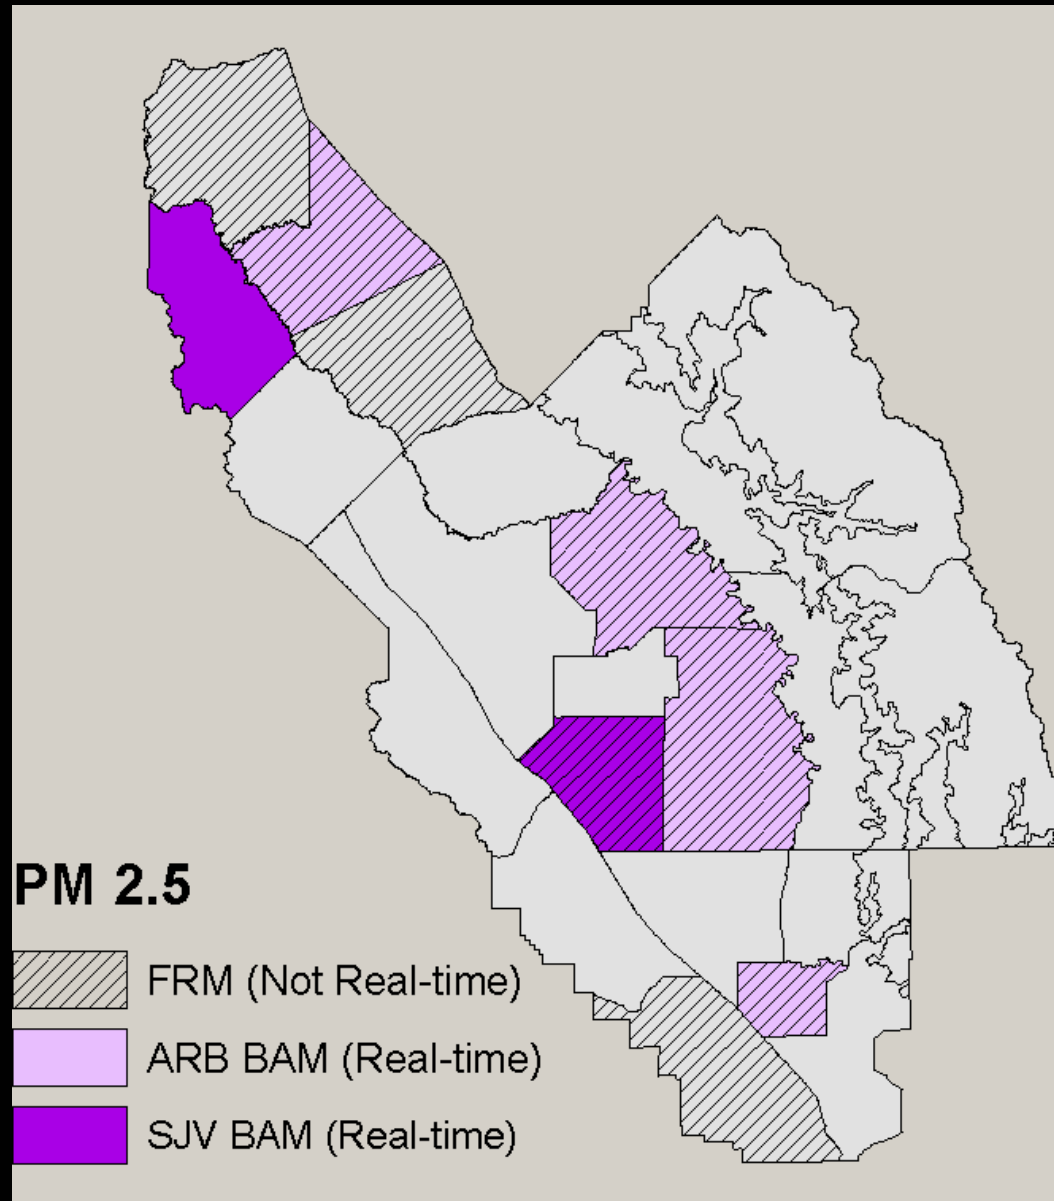 PM 2.5
FRM (Not Real-time)
ARB BAM (Real-time)
SJV BAM (Real-time)